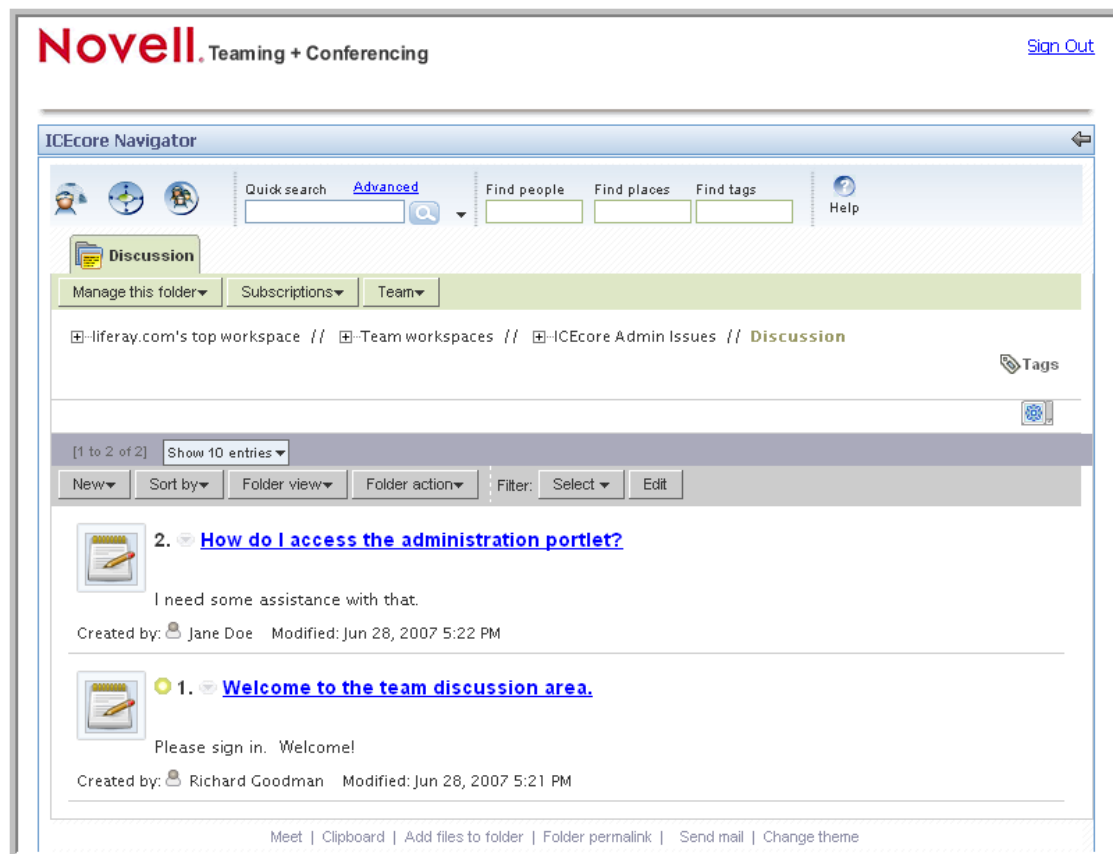 Novell. Teaming + Conferencing
Sign Out
ICEcore Navigator
Quick search Advanced Find people Find places Find tags
Help
Discussion
Manage this folder Subscriptions Team
liferay.com's top workspace // Team workspaces // ICEcore Admin Issues // Discussion
Tags
[1 to 2 of 2] Show 10 entries
New Sort by Folder view Folder action Filter: Select Edit
2. How do I access the administration portlet?
I need some assistance with that.
Created by: Jane Doe Modified: Jun 28, 2007 5:22 PM
1. Welcome to the team discussion area.
Please sign in. Welcome!
Created by: Richard Goodman Modified: Jun 28, 2007 5:21 PM
Meet | Clipboard | Add files to folder | Folder permalink | Send mail | Change theme